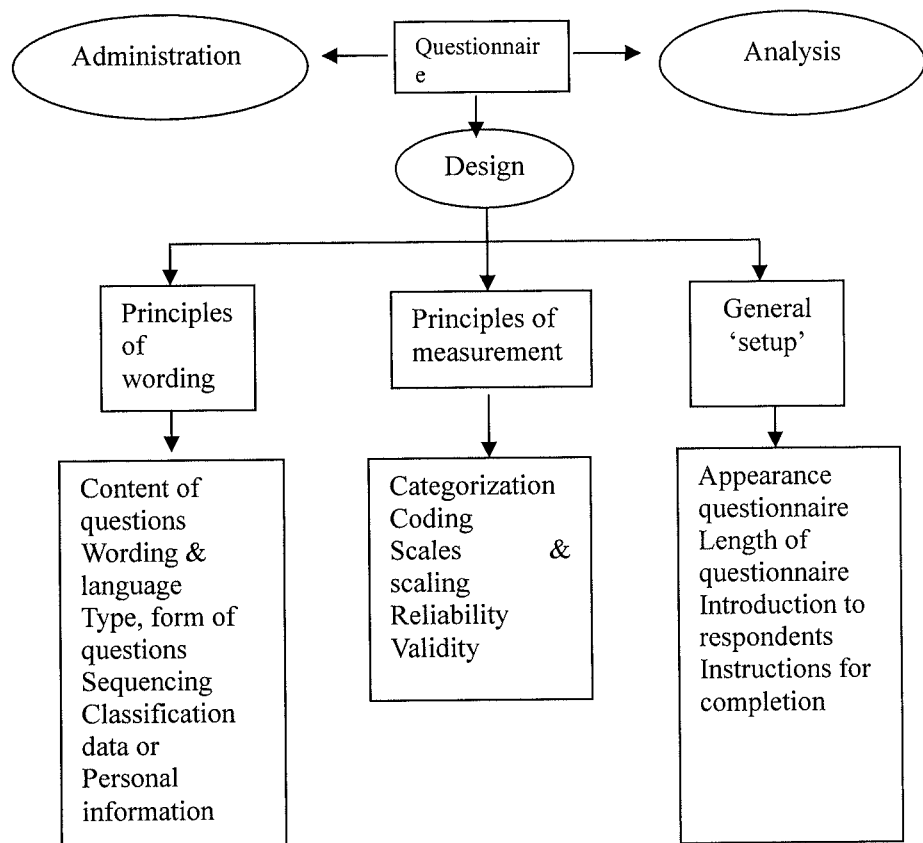 Administration
Questionnair
e
Analysis
Design
Principles
of
wording
Principles of
measurement
General
‘setup’
Content of
questions
Wording &
language
Type, form of
questions
Sequencing
Classification
data or
Personal
information
Categorization
Coding
Scales &
scaling
Reliability
Validity
Appearance
questionnaire
Length of
questionnaire
Introduction to
respondents
Instructions for
completion